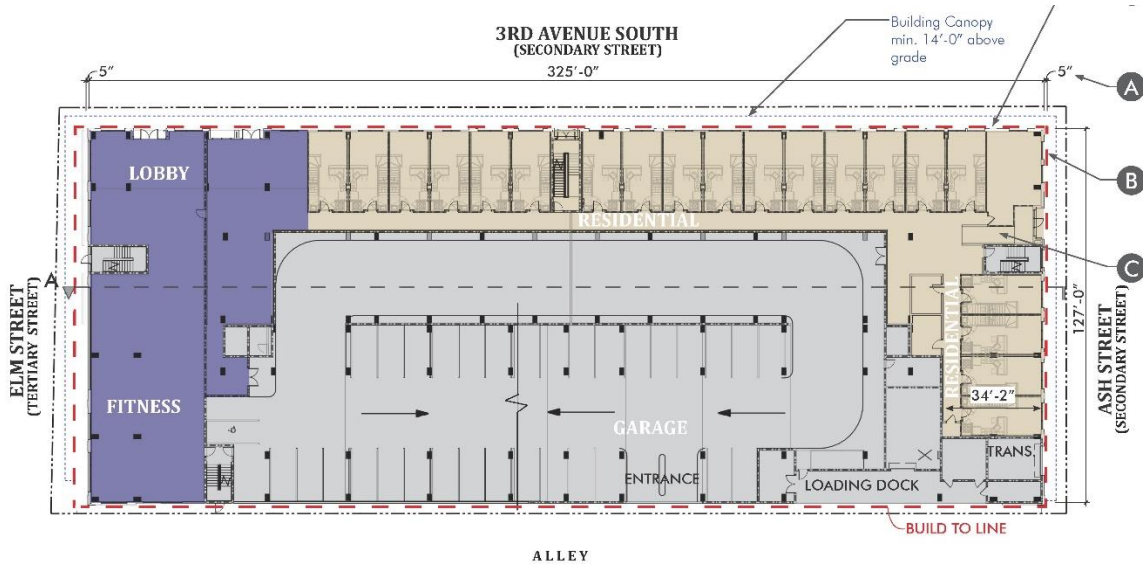 3RD AVENUE SOUTH
(SECONDARY STREET)
Building Canopy
min. 14'-0" above
grade
5"
325'-0"
5"
A
LOBBY
B
RESIDENTIAL
C
A
ELM STREET
(TERTIARY STREET)
127'-0"
ASH STREET
(SECONDARY STREET)
RESIDENTIAL
34'-2"
FITNESS
GARAGE
TRANS.
ENTRANCE
LOADING DOCK
BUILD TO LINE
ALLEY